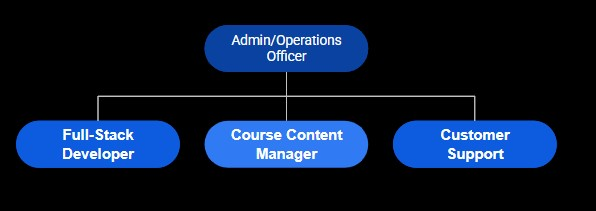 Admin/Operations
Officer
Full-Stack
Developer
Course Content
Manager
Customer
Support